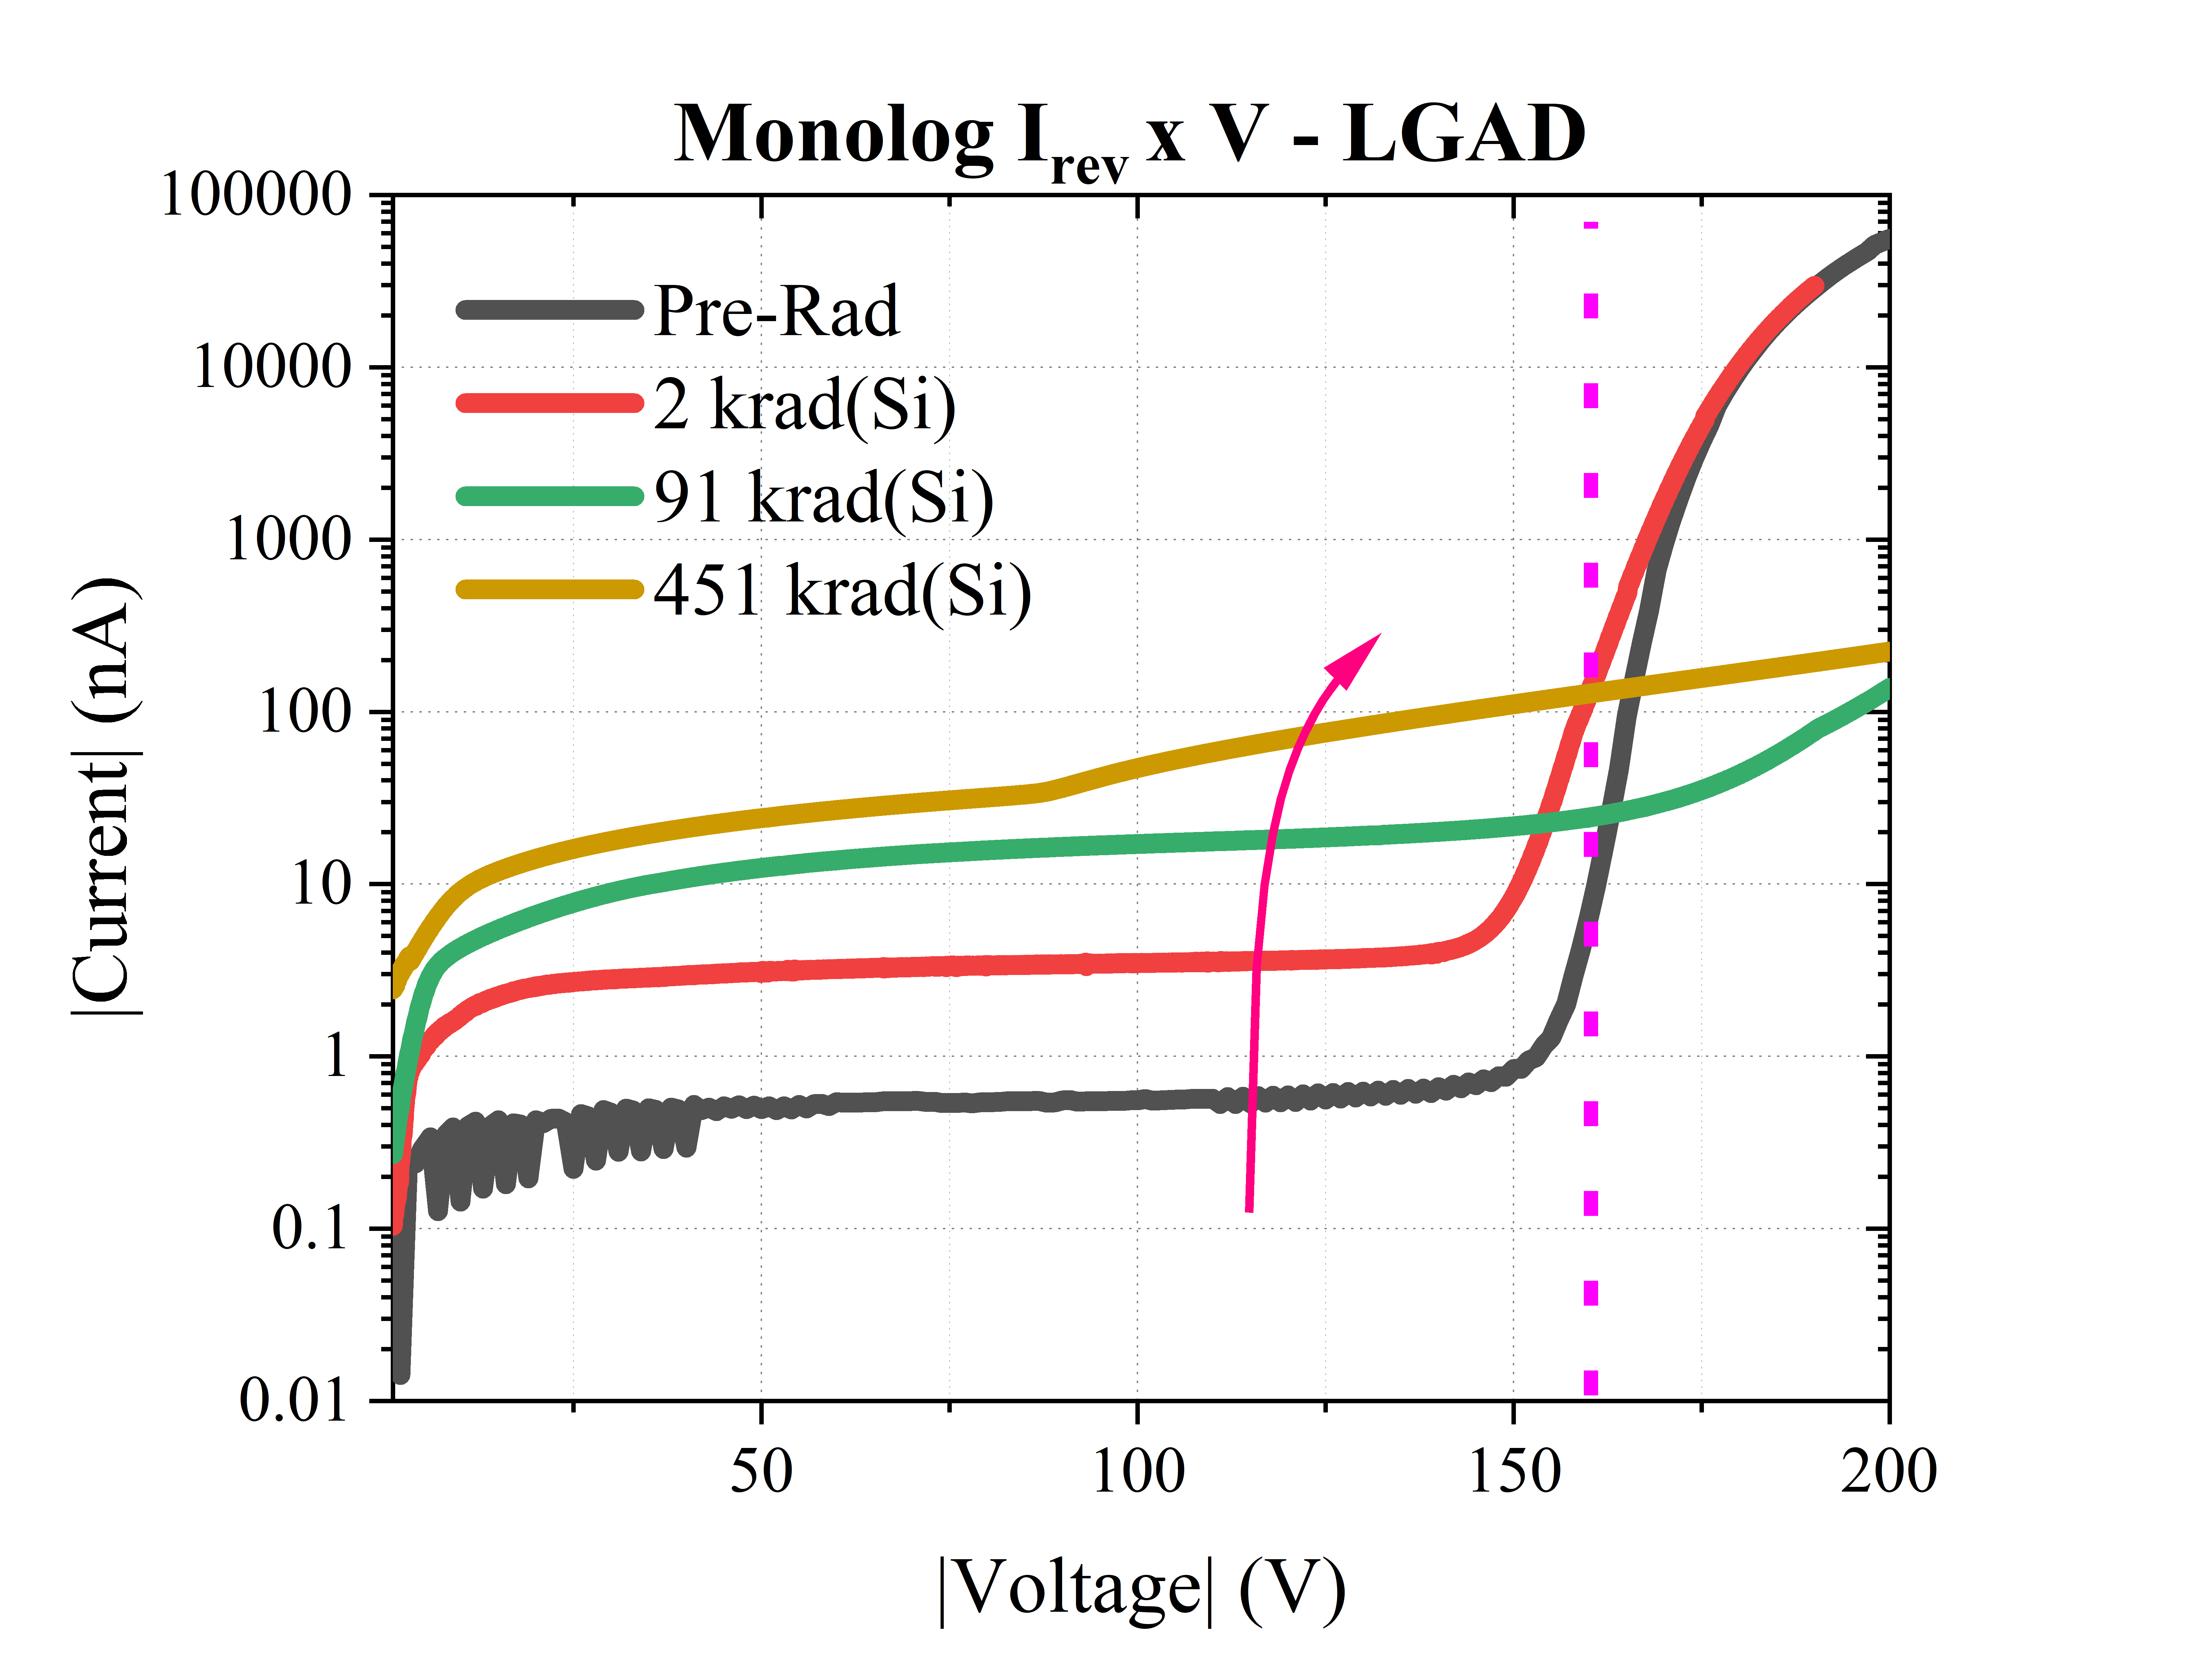 Monolog Irev x V - LGAD
100000
10000
1000
100
10
1
0.1
0.01
|Current| (nA)
Pre-Rad
2 krad(Si)
91 krad(Si)
451 krad(Si)
50
100
150
200
|Voltage| (V)